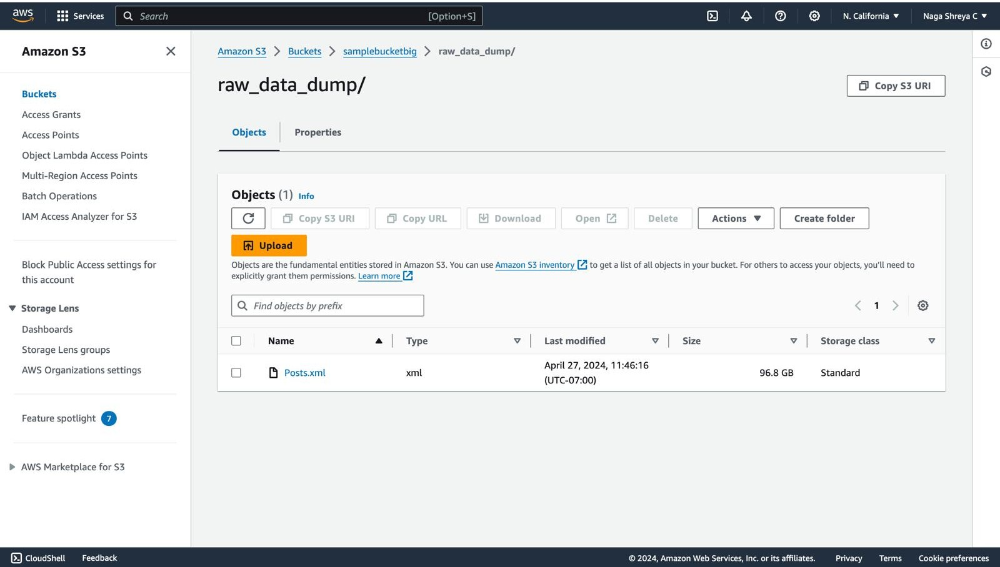 aws
Services
Search
[Option+S]
N. California
Naga Shreya C
Amazon S3
Buckets
Access Grants
Access Points
Object Lambda Access Points
Multi-Region Access Points
Batch Operations
IAM Access Analyzer for S3
Block Public Access settings for
this account
Storage Lens
Dashboards
Storage Lens groups
AWS Organizations settings
Feature spotlight 7
AWS Marketplace for S3
Amazon S3 > Buckets > samplebucketbig > raw_data_dump/
raw_data_dump/
Copy S3 URI
Objects
Properties
Objects (1) Info
Copy S3 URI
Copy URL
Download
Open
Delete
Actions
Create folder
Upload
Objects are the fundamental entities stored in Amazon S3. You can use Amazon S3 inventory to get a list of all objects in your bucket. For others to access your objects, you'll need to
explicitly grant them permissions. Learn more
Find objects by prefix
1
Name
Type
Last modified
Size
Storage class
Posts.xml
xml
April 27, 2024, 11:46:16
(UTC-07:00)
96.8 GB
Standard
CloudShell
Feedback
© 2024, Amazon Web Services, Inc. or its affiliates.
Privacy
Terms
Cookie preferences